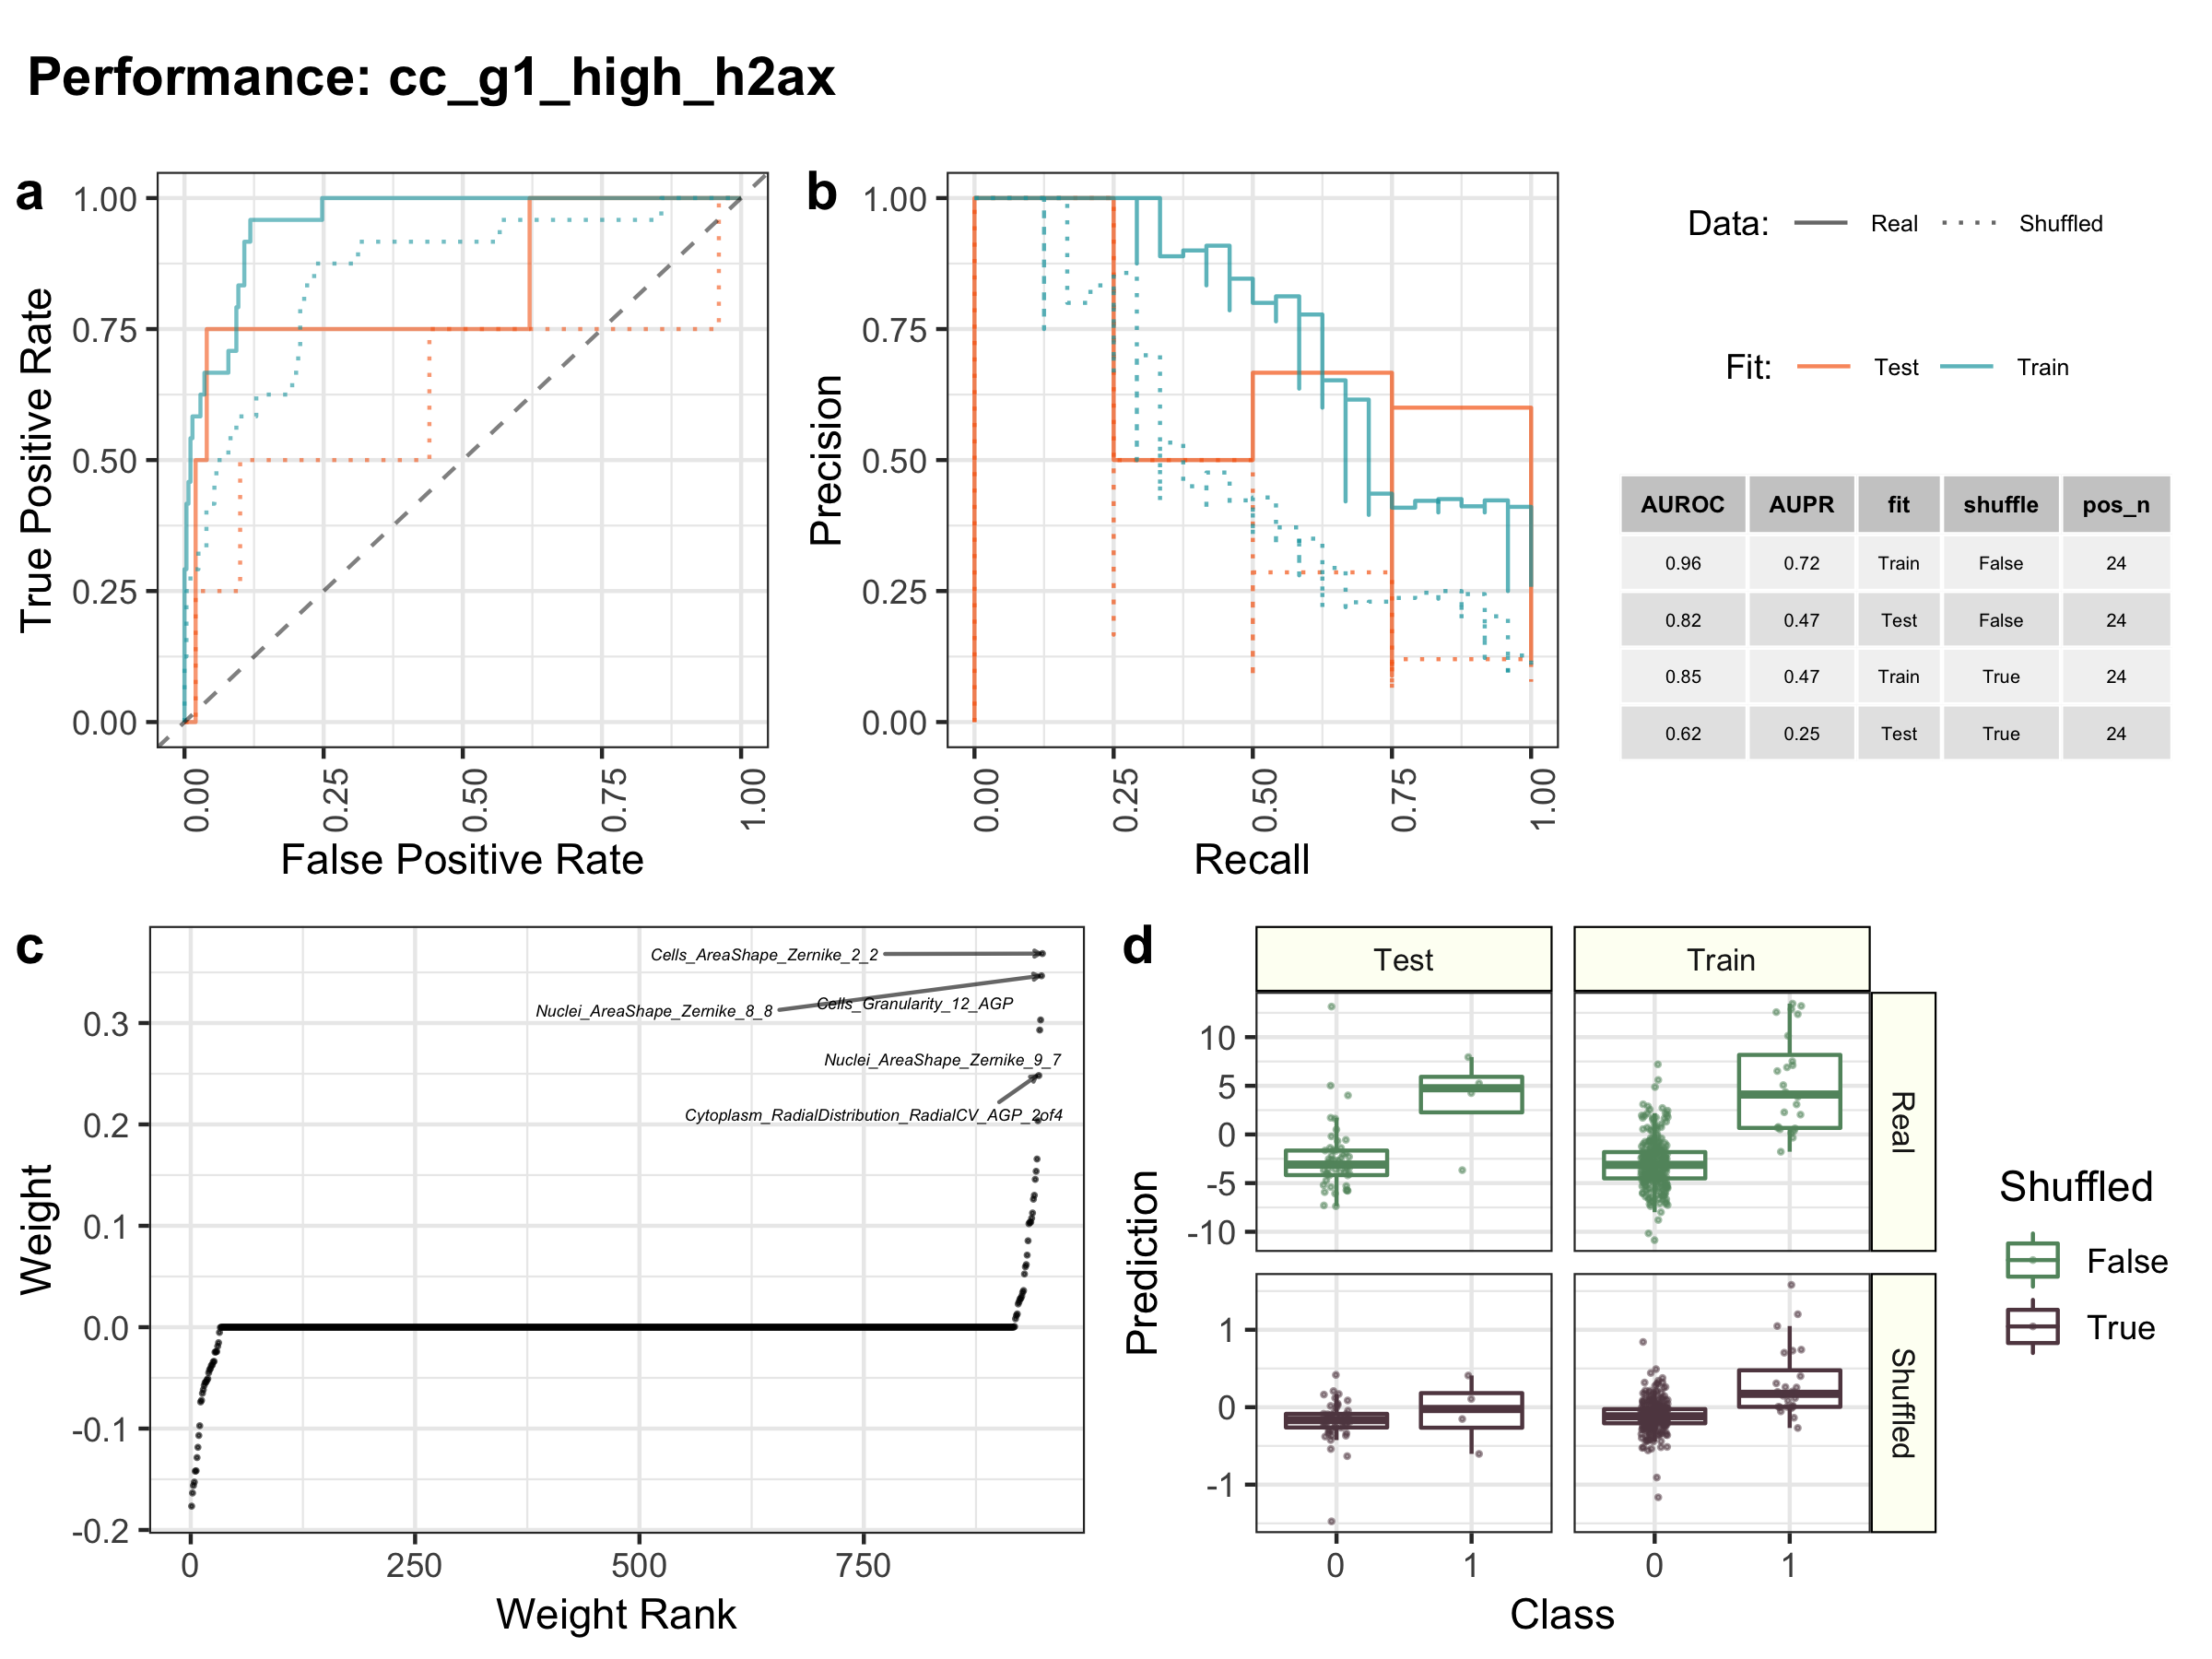 Performance: cc_g1_high_h2ax
a
1.00
0.75
0.50
0.25
0.00
True Positive Rate
0.00
0.25
0.50
0.75
1.00
False Positive Rate
b
1.00
0.75
0.50
0.25
0.00
Precision
0.00
0.25
0.50
0.75
1.00
Recall
Data: Real Shuffled
Fit: Test Train
AUROC AUPR fit shuffle pos_n
0.96 0.72 Train False 24
0.82 0.47 Test False 24
0.85 0.47 Train True 24
0.62 0.25 Test True 24
c
Cells_AreaShape_Zernike_2_2
Cells_Granularity_12_AGP
Nuclei_AreaShape_Zernike_8_8
Nuclei_AreaShape_Zernike_9_7
Cytoplasm_RadialDistribution_RadialCV_AGP_2of4
0.3
0.2
0.1
0.0
-0.1
-0.2
Weight
0 250 500 750
Weight Rank
d
Test Train
10
5
0
-5
-10
Real
1
0
-1
Shuffled
Prediction
0 1 0 1
Class
Shuffled
False
True